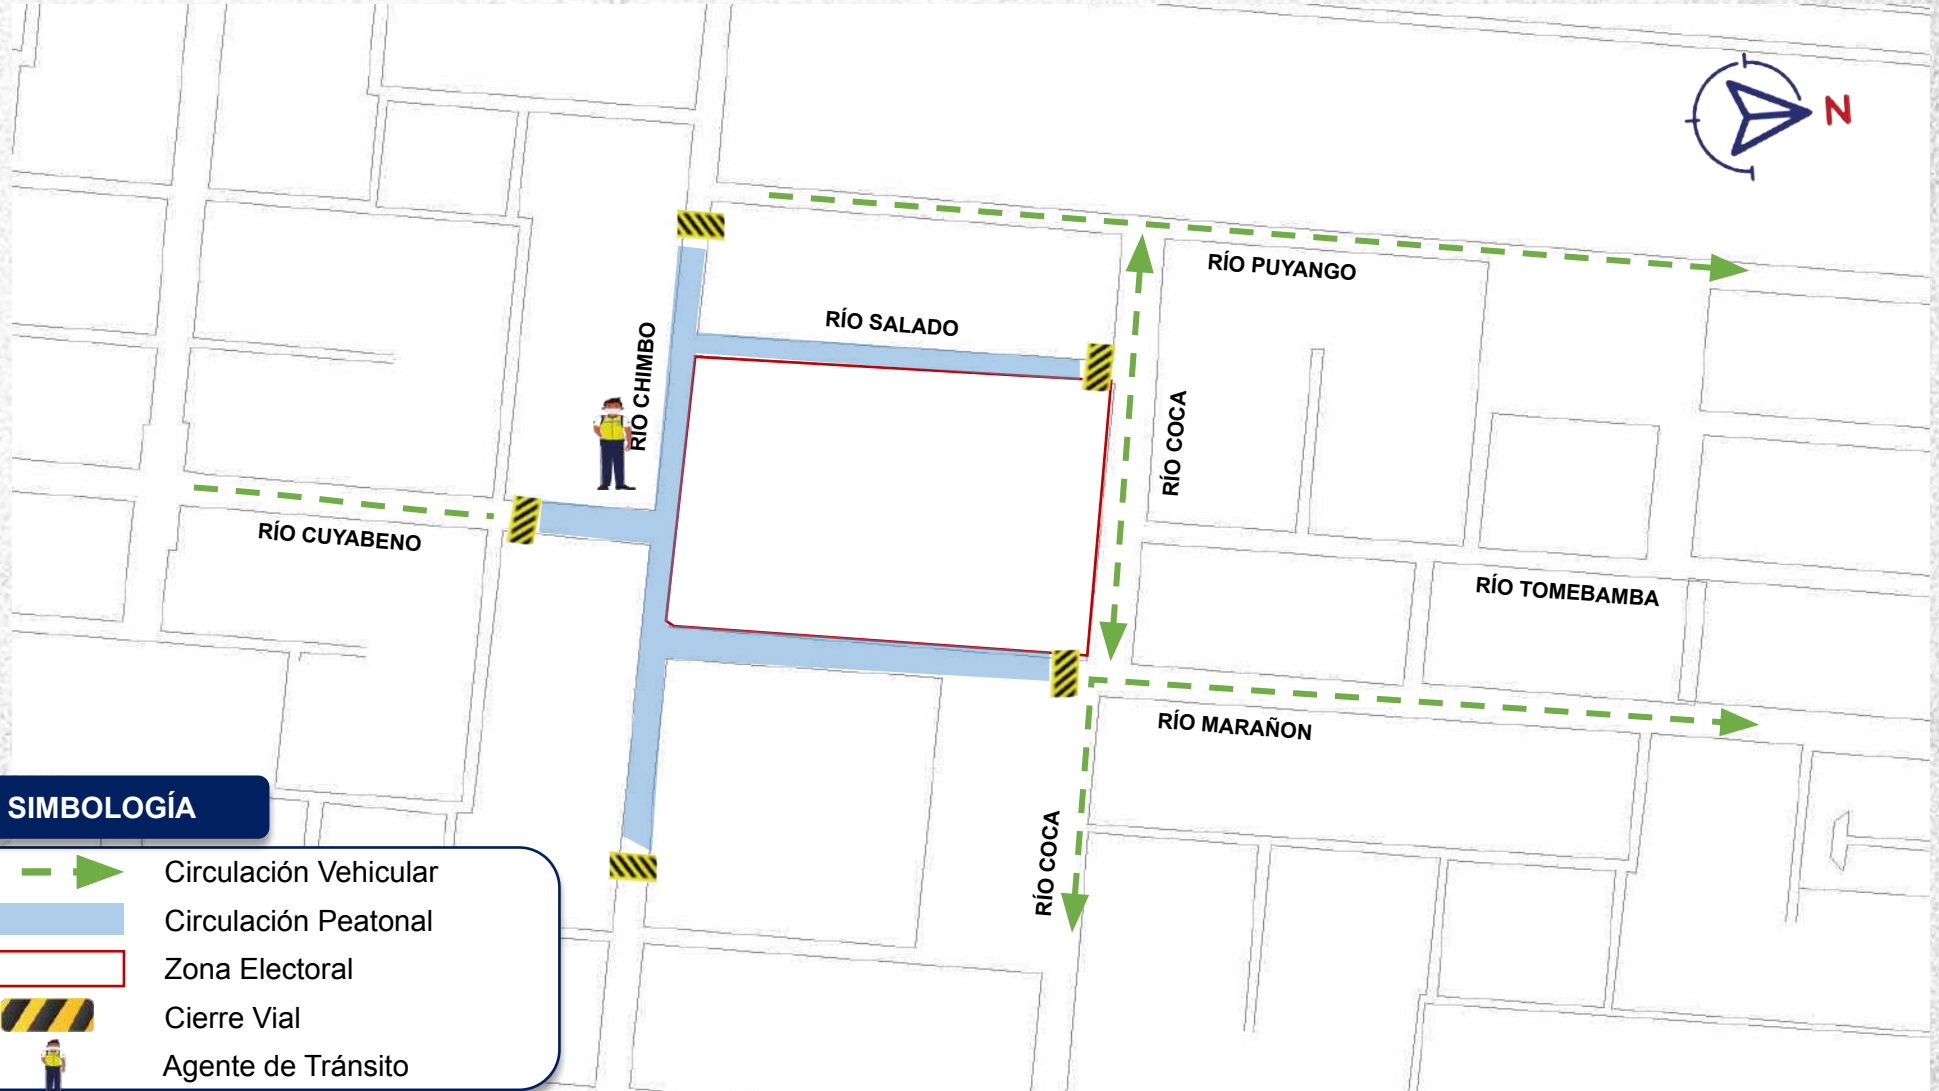 N
RÍO PUYANGO
RÍO SALADO
RÍO CHIMBO
RÍO COCA
RÍO CUYABENO
RÍO TOMEBAMBA
RÍO MARAÑON
RÍO COCA
SIMBOLOGÍA
Circulación Vehicular
Circulación Peatonal
Zona Electoral
Cierre Vial
Agente de Tránsito